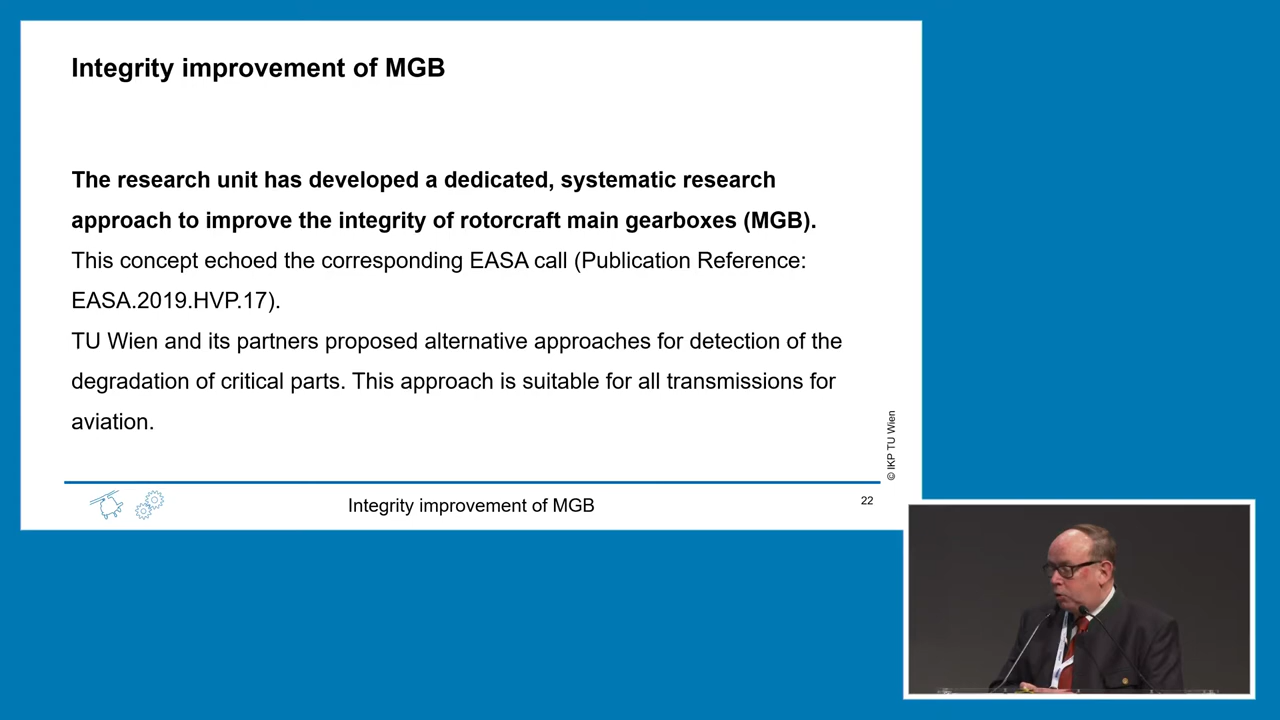 Integrity improvement of MGB
The research unit has developed a dedicated, systematic research
approach to improve the integrity of rotorcraft main gearboxes (MGB).
This concept echoed the corresponding EASA call (Publication Reference:
EASA.2019.HVP.17).
TU Wien and its partners proposed alternative approaches for detection of the
degradation of critical parts. This approach is suitable for all transmissions for
aviation.
© IKP TU Wien
Integrity improvement of MGB
22